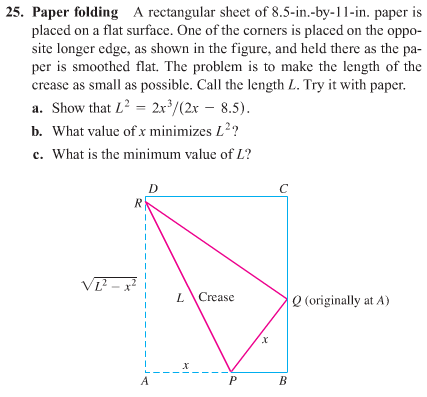 25. Paper folding A rectangular sheet of 8.5-in.-by-11-in. paper is
placed on a flat surface. One of the corners is placed on the oppo-
site longer edge, as shown in the figure, and held there as the pa-
per is smoothed flat. The problem is to make the length of the
crease as small as possible. Call the length L. Try it with paper.
a. Show that L² = 2x³/(2x − 8.5).
b. What value of x minimizes L²?
c. What is the minimum value of L?
D C
R
√L² − x²
L Crease
Q (originally at A)
x
x
A P B